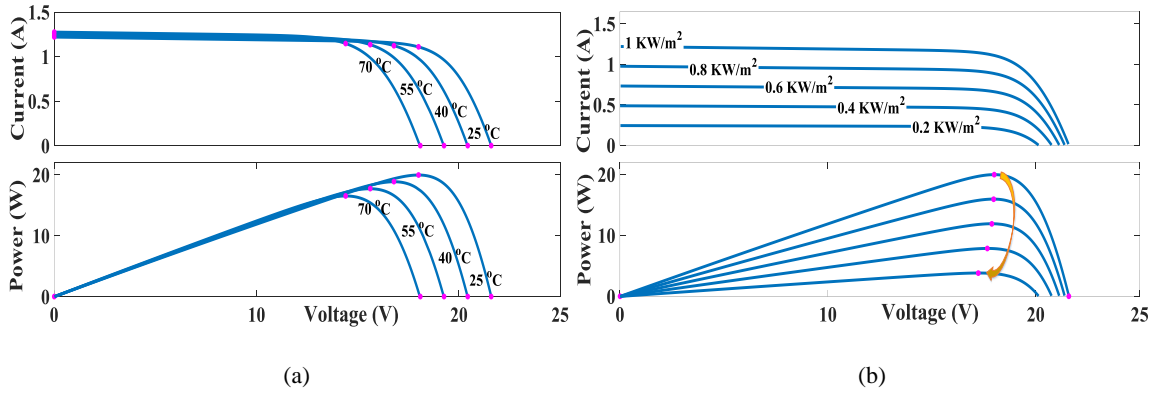 Current (A)
1.5
1
0.5
0
70 °C
55 °C
40 °C
25 °C
Power (W)
20
10
0
70 °C
55 °C
40 °C
25 °C
0
10
20
25
Voltage (V)
(a)
Current (A)
1.5
1
0.5
0
1 KW/m²
0.8 KW/m²
0.6 KW/m²
0.4 KW/m²
0.2 KW/m²
Power (W)
20
10
0
0
10
20
25
Voltage (V)
(b)